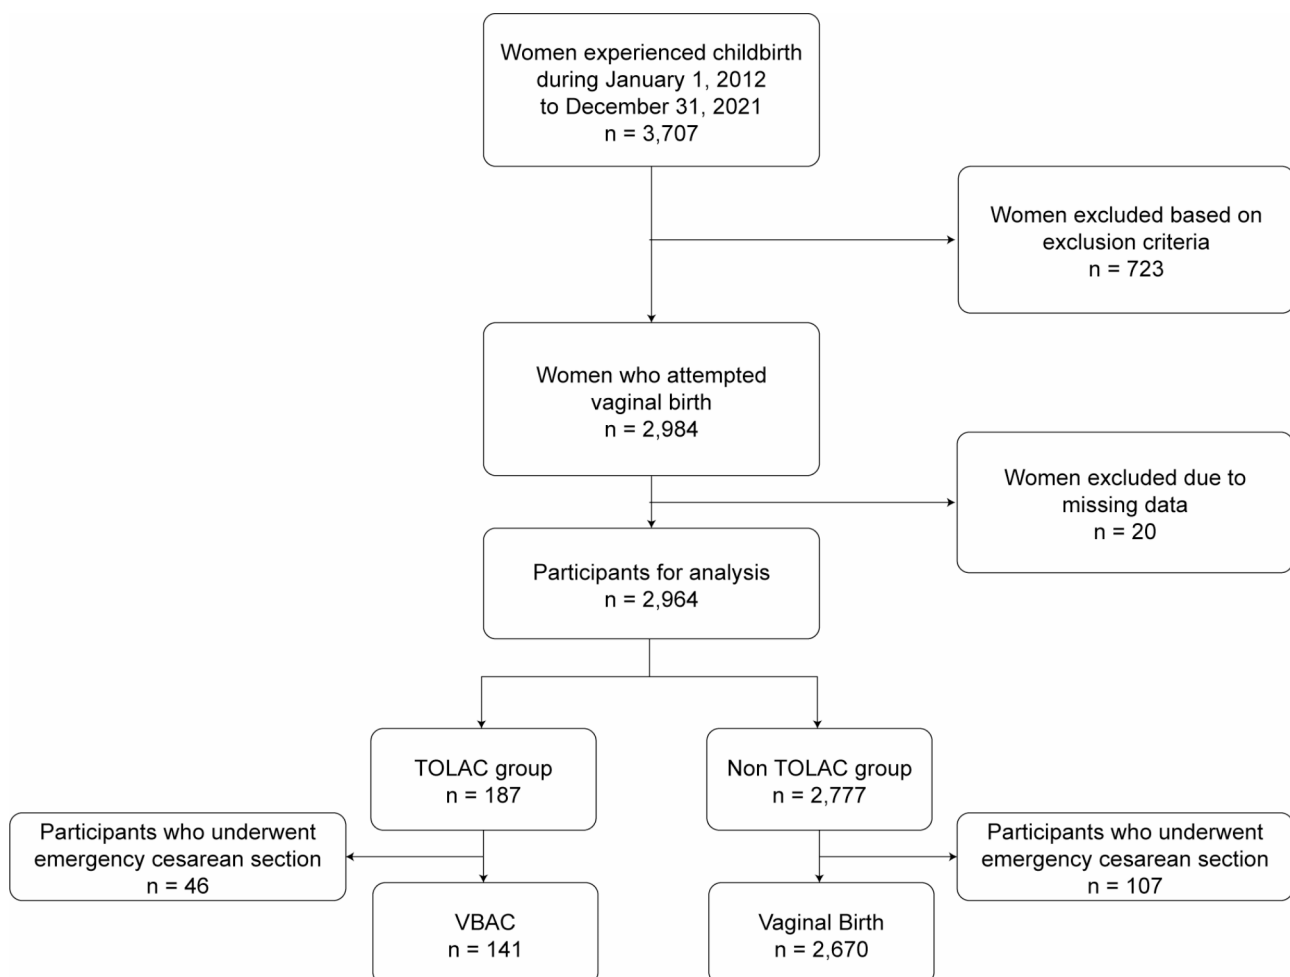 Women experienced childbirth
during January 1, 2012
to December 31, 2021
n = 3,707
Women excluded based on
exclusion criteria
n = 723
Women who attempted
vaginal birth
n = 2,984
Women excluded due to
missing data
n = 20
Participants for analysis
n = 2,964
TOLAC group
n = 187
Non TOLAC group
n = 2,777
Participants who underwent
emergency cesarean section
n = 46
Participants who underwent
emergency cesarean section
n = 107
VBAC
n = 141
Vaginal Birth
n = 2,670